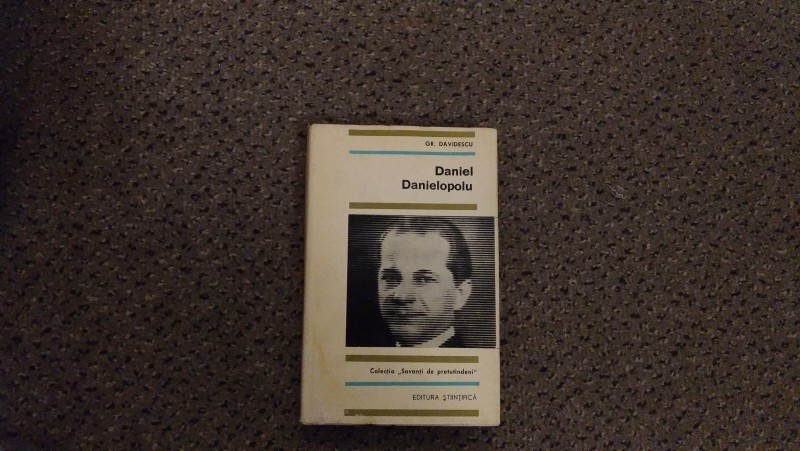 GR. DAVIDESCU
Daniel
Danielopolu
Colecția „Savanți de pretutindeni"
EDITURA ȘTIINȚIFICĂ